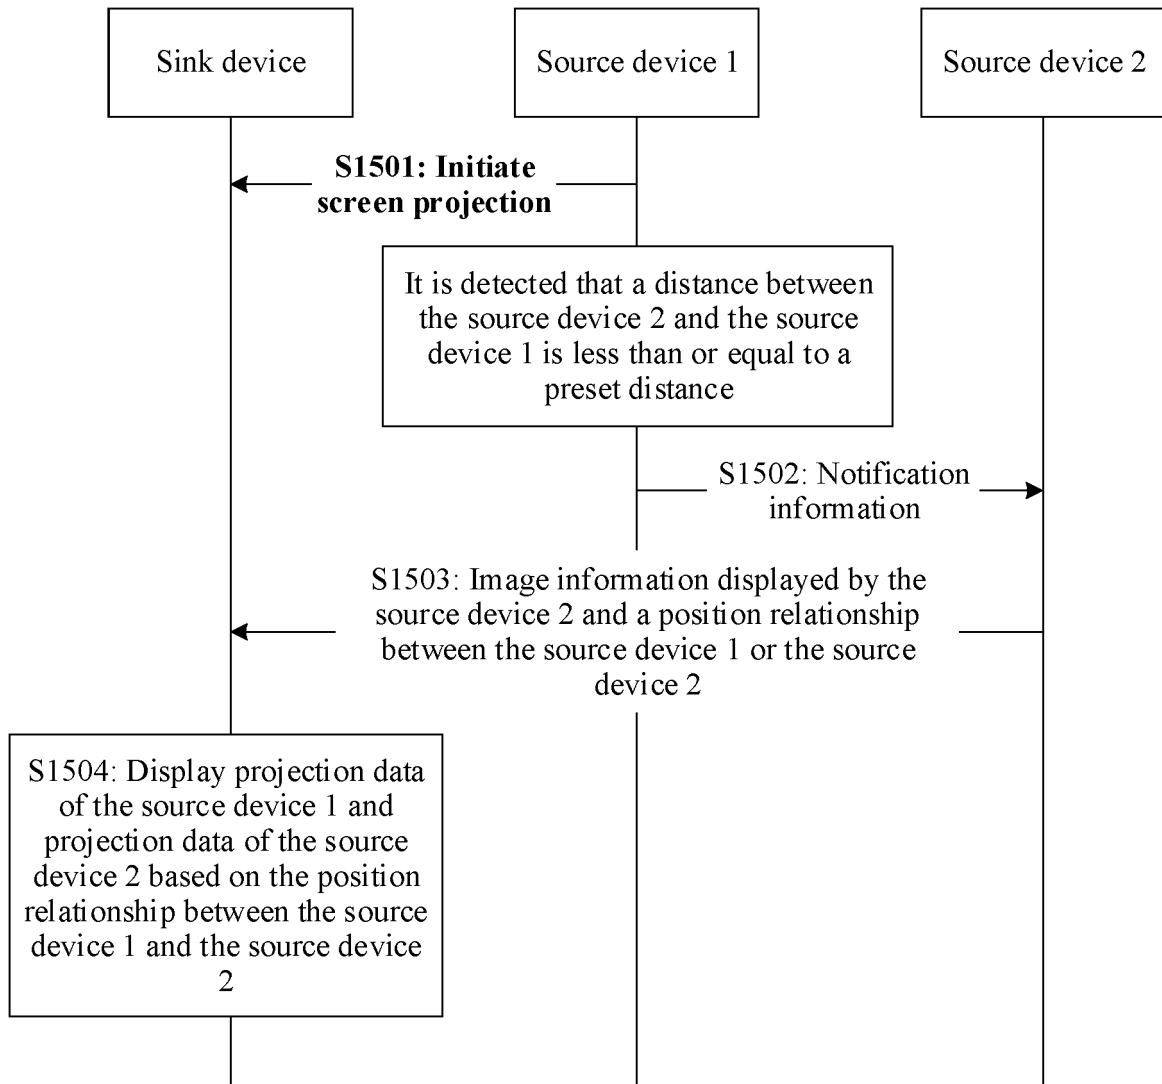 Sink device
Source device 1
Source device 2
S1501: Initiate
screen projection
It is detected that a distance between
the source device 2 and the source
device 1 is less than or equal to a
preset distance
S1502: Notification
information
S1503: Image information displayed by the
source device 2 and a position relationship
between the source device 1 or the source
device 2
S1504: Display projection data
of the source device 1 and
projection data of the source
device 2 based on the position
relationship between the source
device 1 and the source device
2